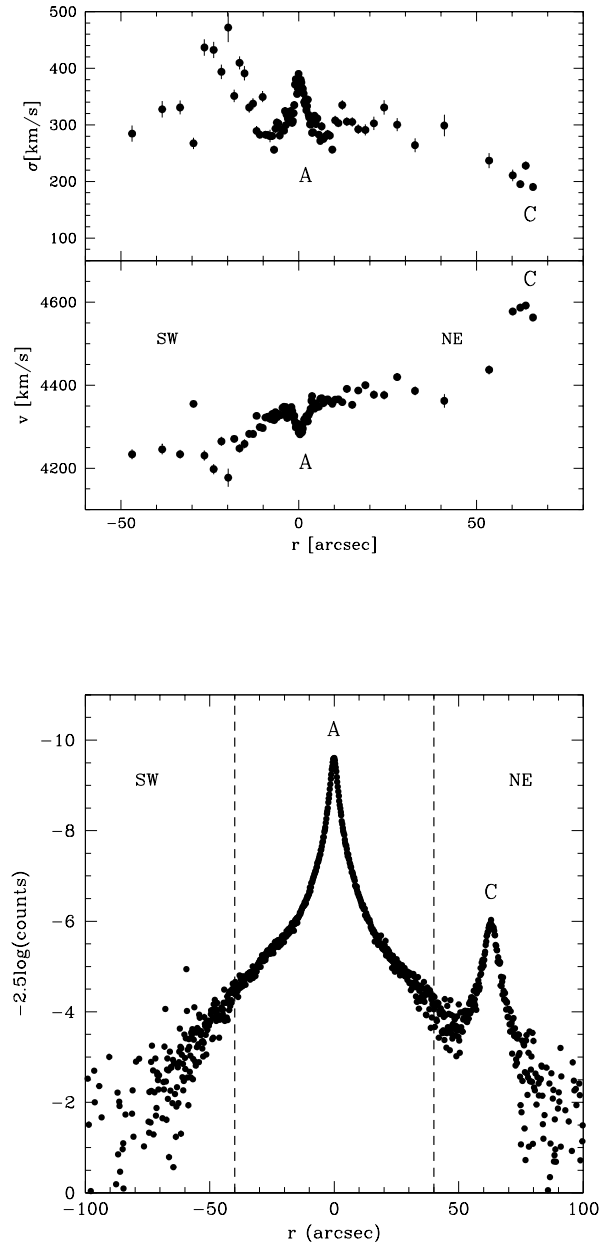 500
400
σ[km/s]
300
200
100
A
C
C
4600
SW
NE
v [km/s]
4400
4200
A
−50
0
50
r [arcsec]
A
−10
SW
NE
−8
C
−2.5log(counts)
−6
−4
−2
0
−100
−50
0
50
100
r (arcsec)